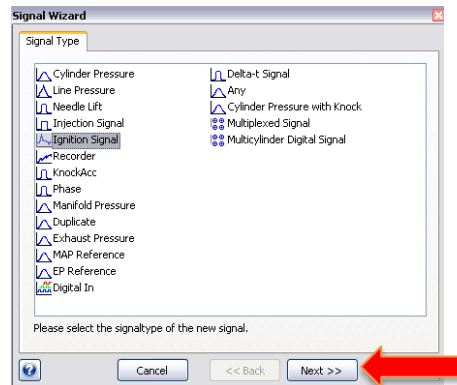 Signal Wizard
Signal Type
Cylinder Pressure
Line Pressure
Needle Lift
Injection Signal
Ignition Signal
Recorder
KnockAcc
Phase
Manifold Pressure
Duplicate
Exhaust Pressure
MAP Reference
EP Reference
Digital In
Delta-t Signal
Any
Cylinder Pressure with Knock
Multiplexed Signal
Multicylinder Digital Signal
Please select the signaltype of the new signal.
? Cancel << Back Next >>